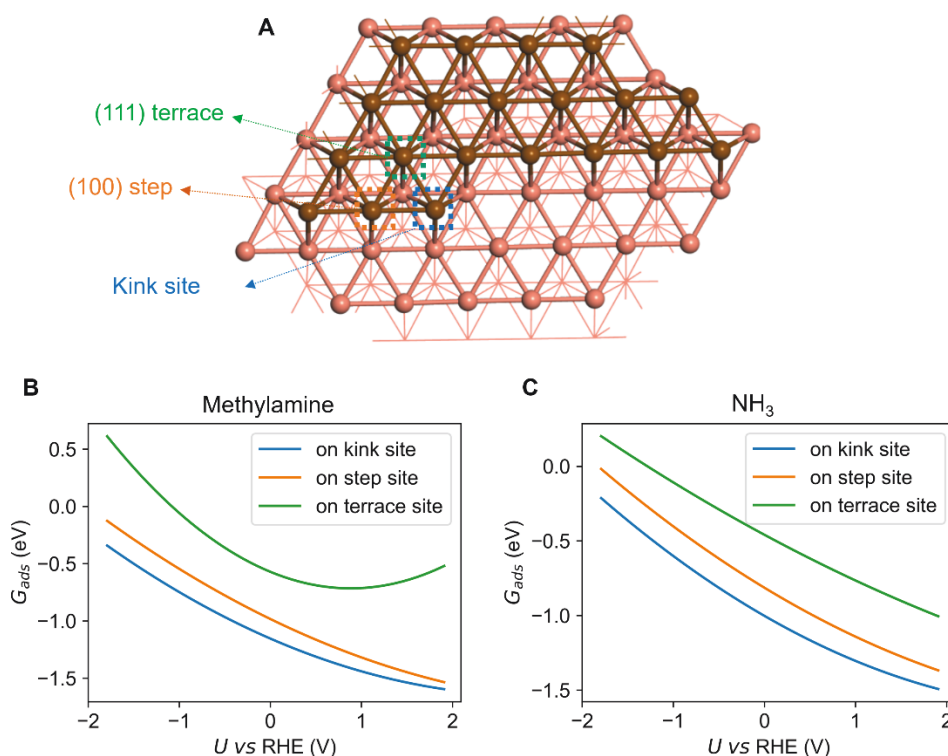 A
(111) terrace
(100) step
Kink site
B
Methylamine
0.5
0.0
−0.5
−1.0
−1.5
G_ads (eV)
on kink site
on step site
on terrace site
−2
−1
0
1
2
U vs RHE (V)
C
NH₃
0.0
−0.5
−1.0
−1.5
G_ads (eV)
on kink site
on step site
on terrace site
−2
−1
0
1
2
U vs RHE (V)